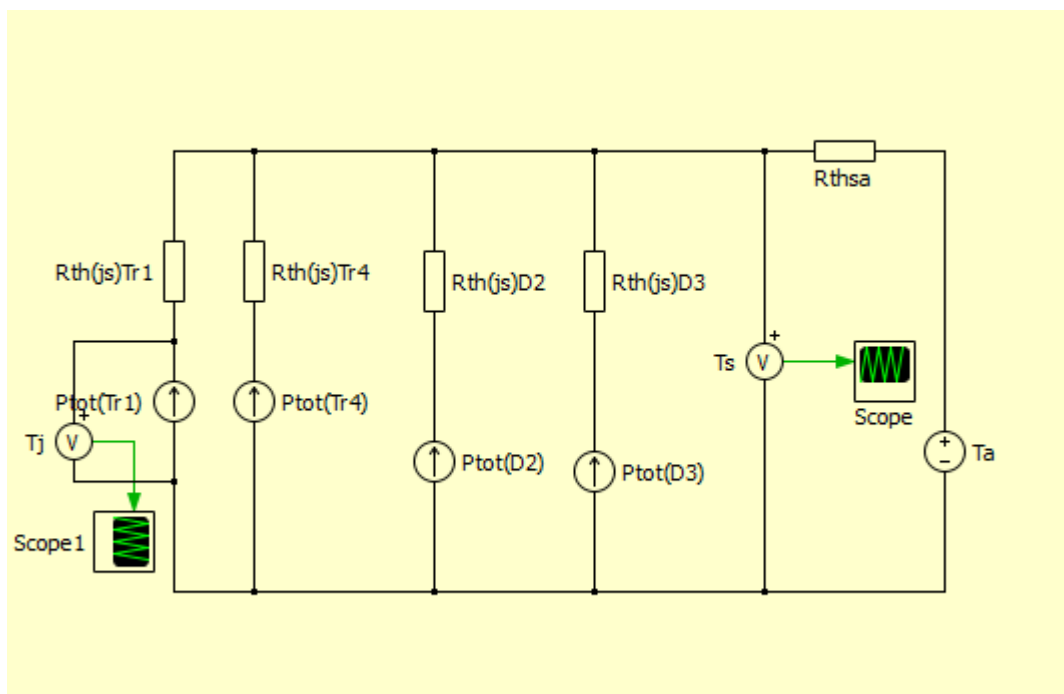 Rthsa
Rth(js)Tr1
Rth(js)Tr4
Rth(js)D2
Rth(js)D3
+
Ts
V
Scope
Ptot(Tr1)
Ptot(Tr4)
+
Tj
V
Ptot(D2)
Ptot(D3)
+
−
Ta
Scope1